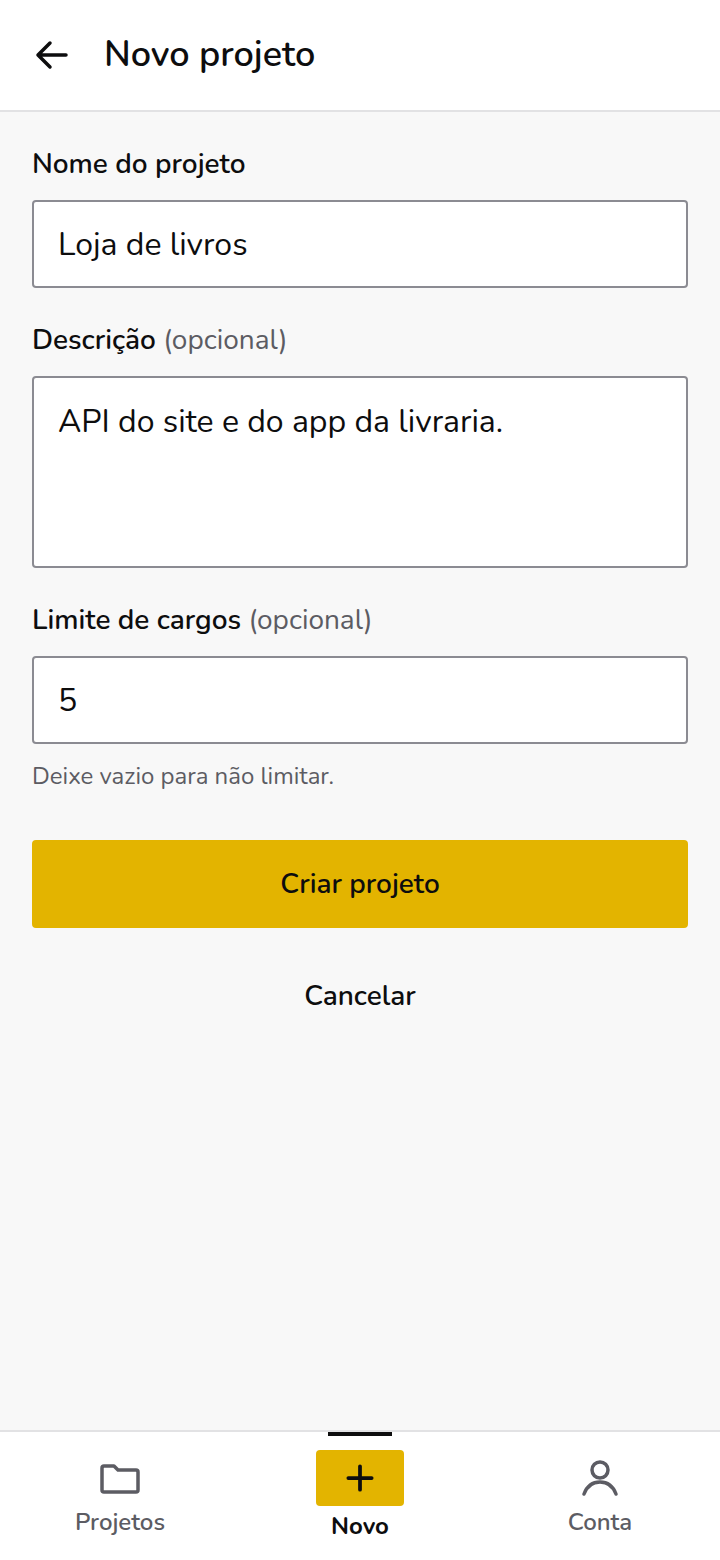 Novo projeto
Nome do projeto
Loja de livros
Descrição (opcional)
API do site e do app da livraria.
Limite de cargos (opcional)
5
Deixe vazio para não limitar.
Criar projeto
Cancelar
Projetos
Novo
Conta